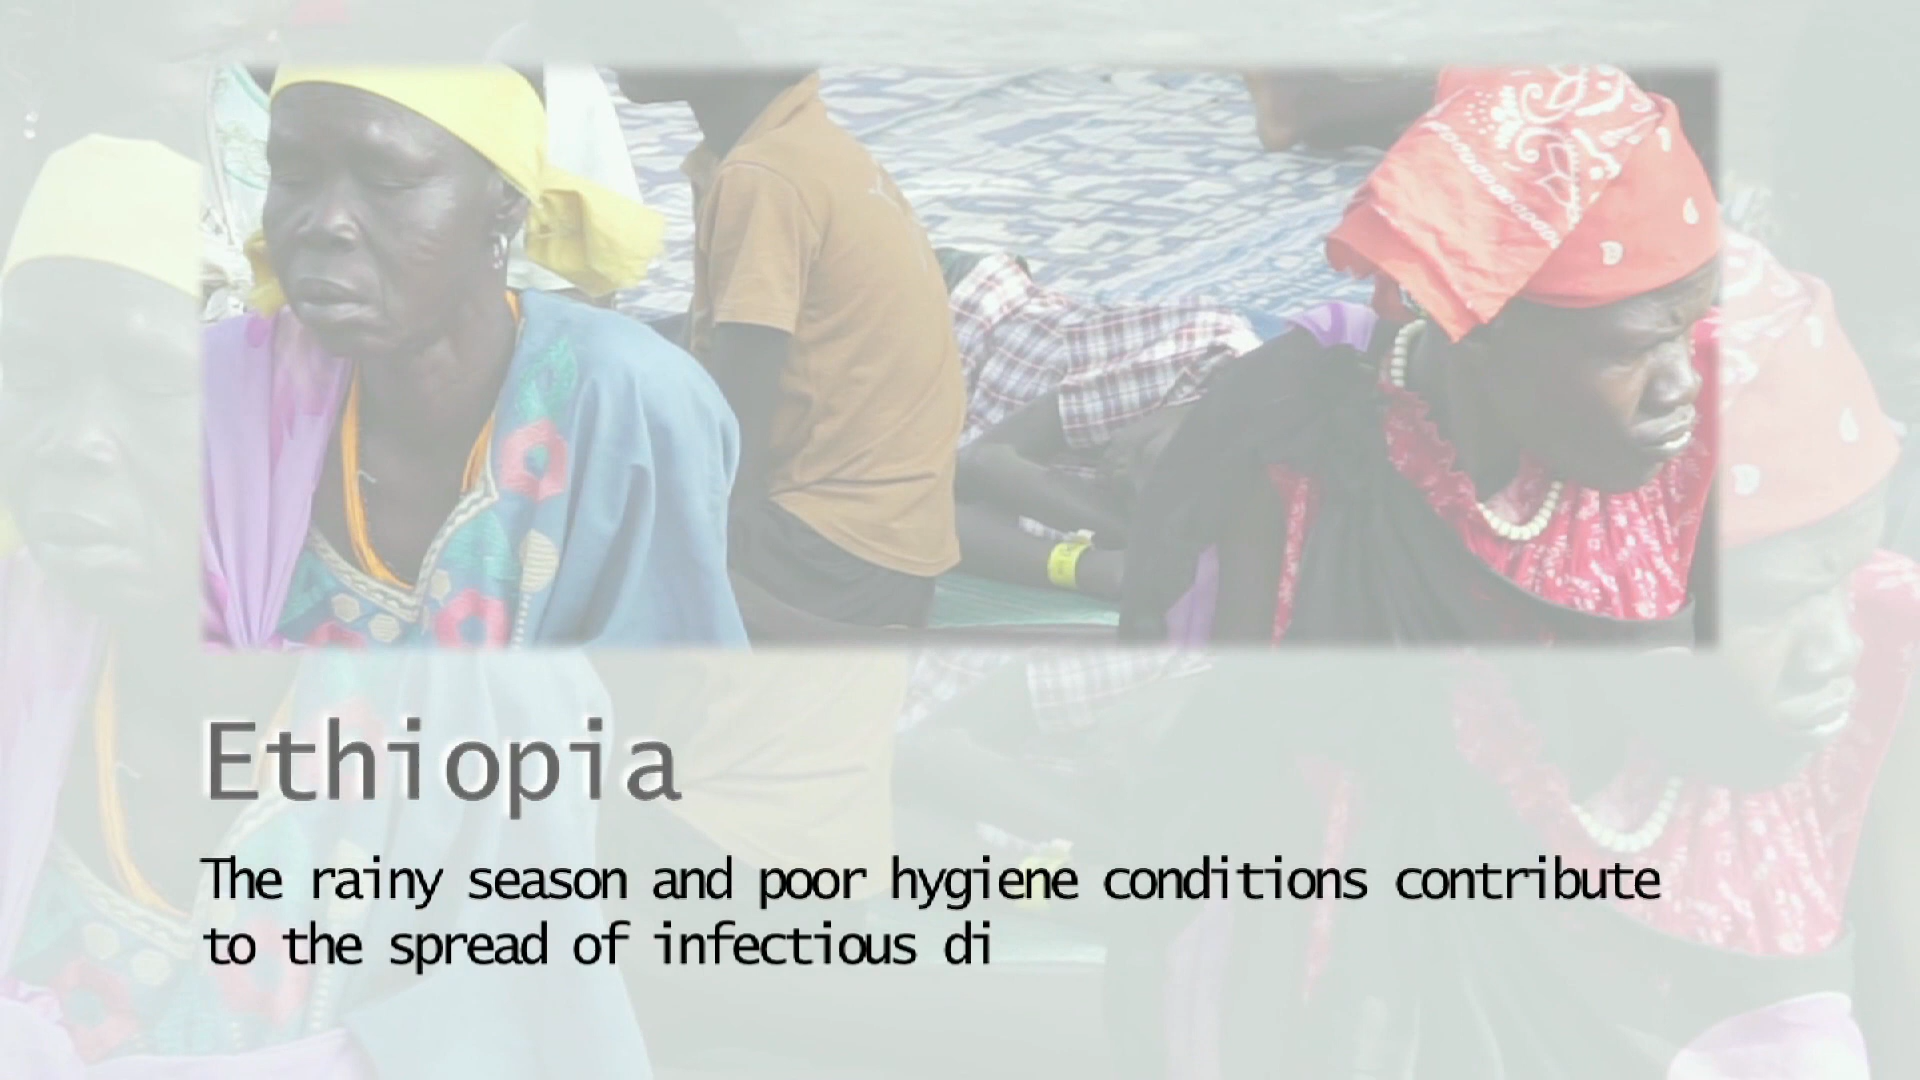 Ethiopia
The rainy season and poor hygiene conditions contribute
to the spread of infectious di